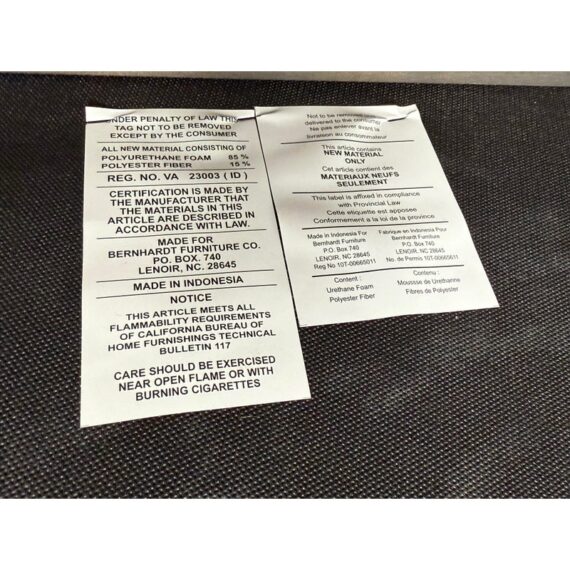 UNDER PENALTY OF LAW THIS
TAG NOT TO BE REMOVED
EXCEPT BY THE CONSUMER
ALL NEW MATERIAL CONSISTING OF
POLYURETHANE FOAM 85 %
POLYESTER FIBER 15 %
REG. NO. VA 23003 ( ID )
CERTIFICATION IS MADE BY
THE MANUFACTURER THAT
THE MATERIALS IN THIS
ARTICLE ARE DESCRIBED IN
ACCORDANCE WITH LAW.
MADE FOR
BERNHARDT FURNITURE CO.
PO. BOX. 740
LENOIR, NC. 28645
MADE IN INDONESIA
NOTICE
THIS ARTICLE MEETS ALL
FLAMMABILITY REQUIREMENTS
OF CALIFORNIA BUREAU OF
HOME FURNISHINGS TECHNICAL
BULLETIN 117
CARE SHOULD BE EXERCISED
NEAR OPEN FLAME OR WITH
BURNING CIGARETTES
Not to be removed until
delivered to the consumer
Ne pas enlever avant la
livraison au consommateur
This article contains
NEW MATERIAL
ONLY
Cet article contient des
MATERIAUX NEUFS
SEULEMENT
This label is affixed in compliance
with Provincial Law
Cette etiquette est apposee
Conformement a la loi de la province
Made in Indonesia For
Bernhardt Furniture
P.O. Box 740
LENOIR, NC 28645
Reg No 10T-00665011
Fabrique en Indonesia Pour
Bernhardt Furniture
P.O. Box 740
LENOIR, NC 28645
No. de Permis 10T-00665011
Content :
Urethane Foam
Polyester Fiber
Contenu :
Moussse de Urethanne
Fibres de Polyester